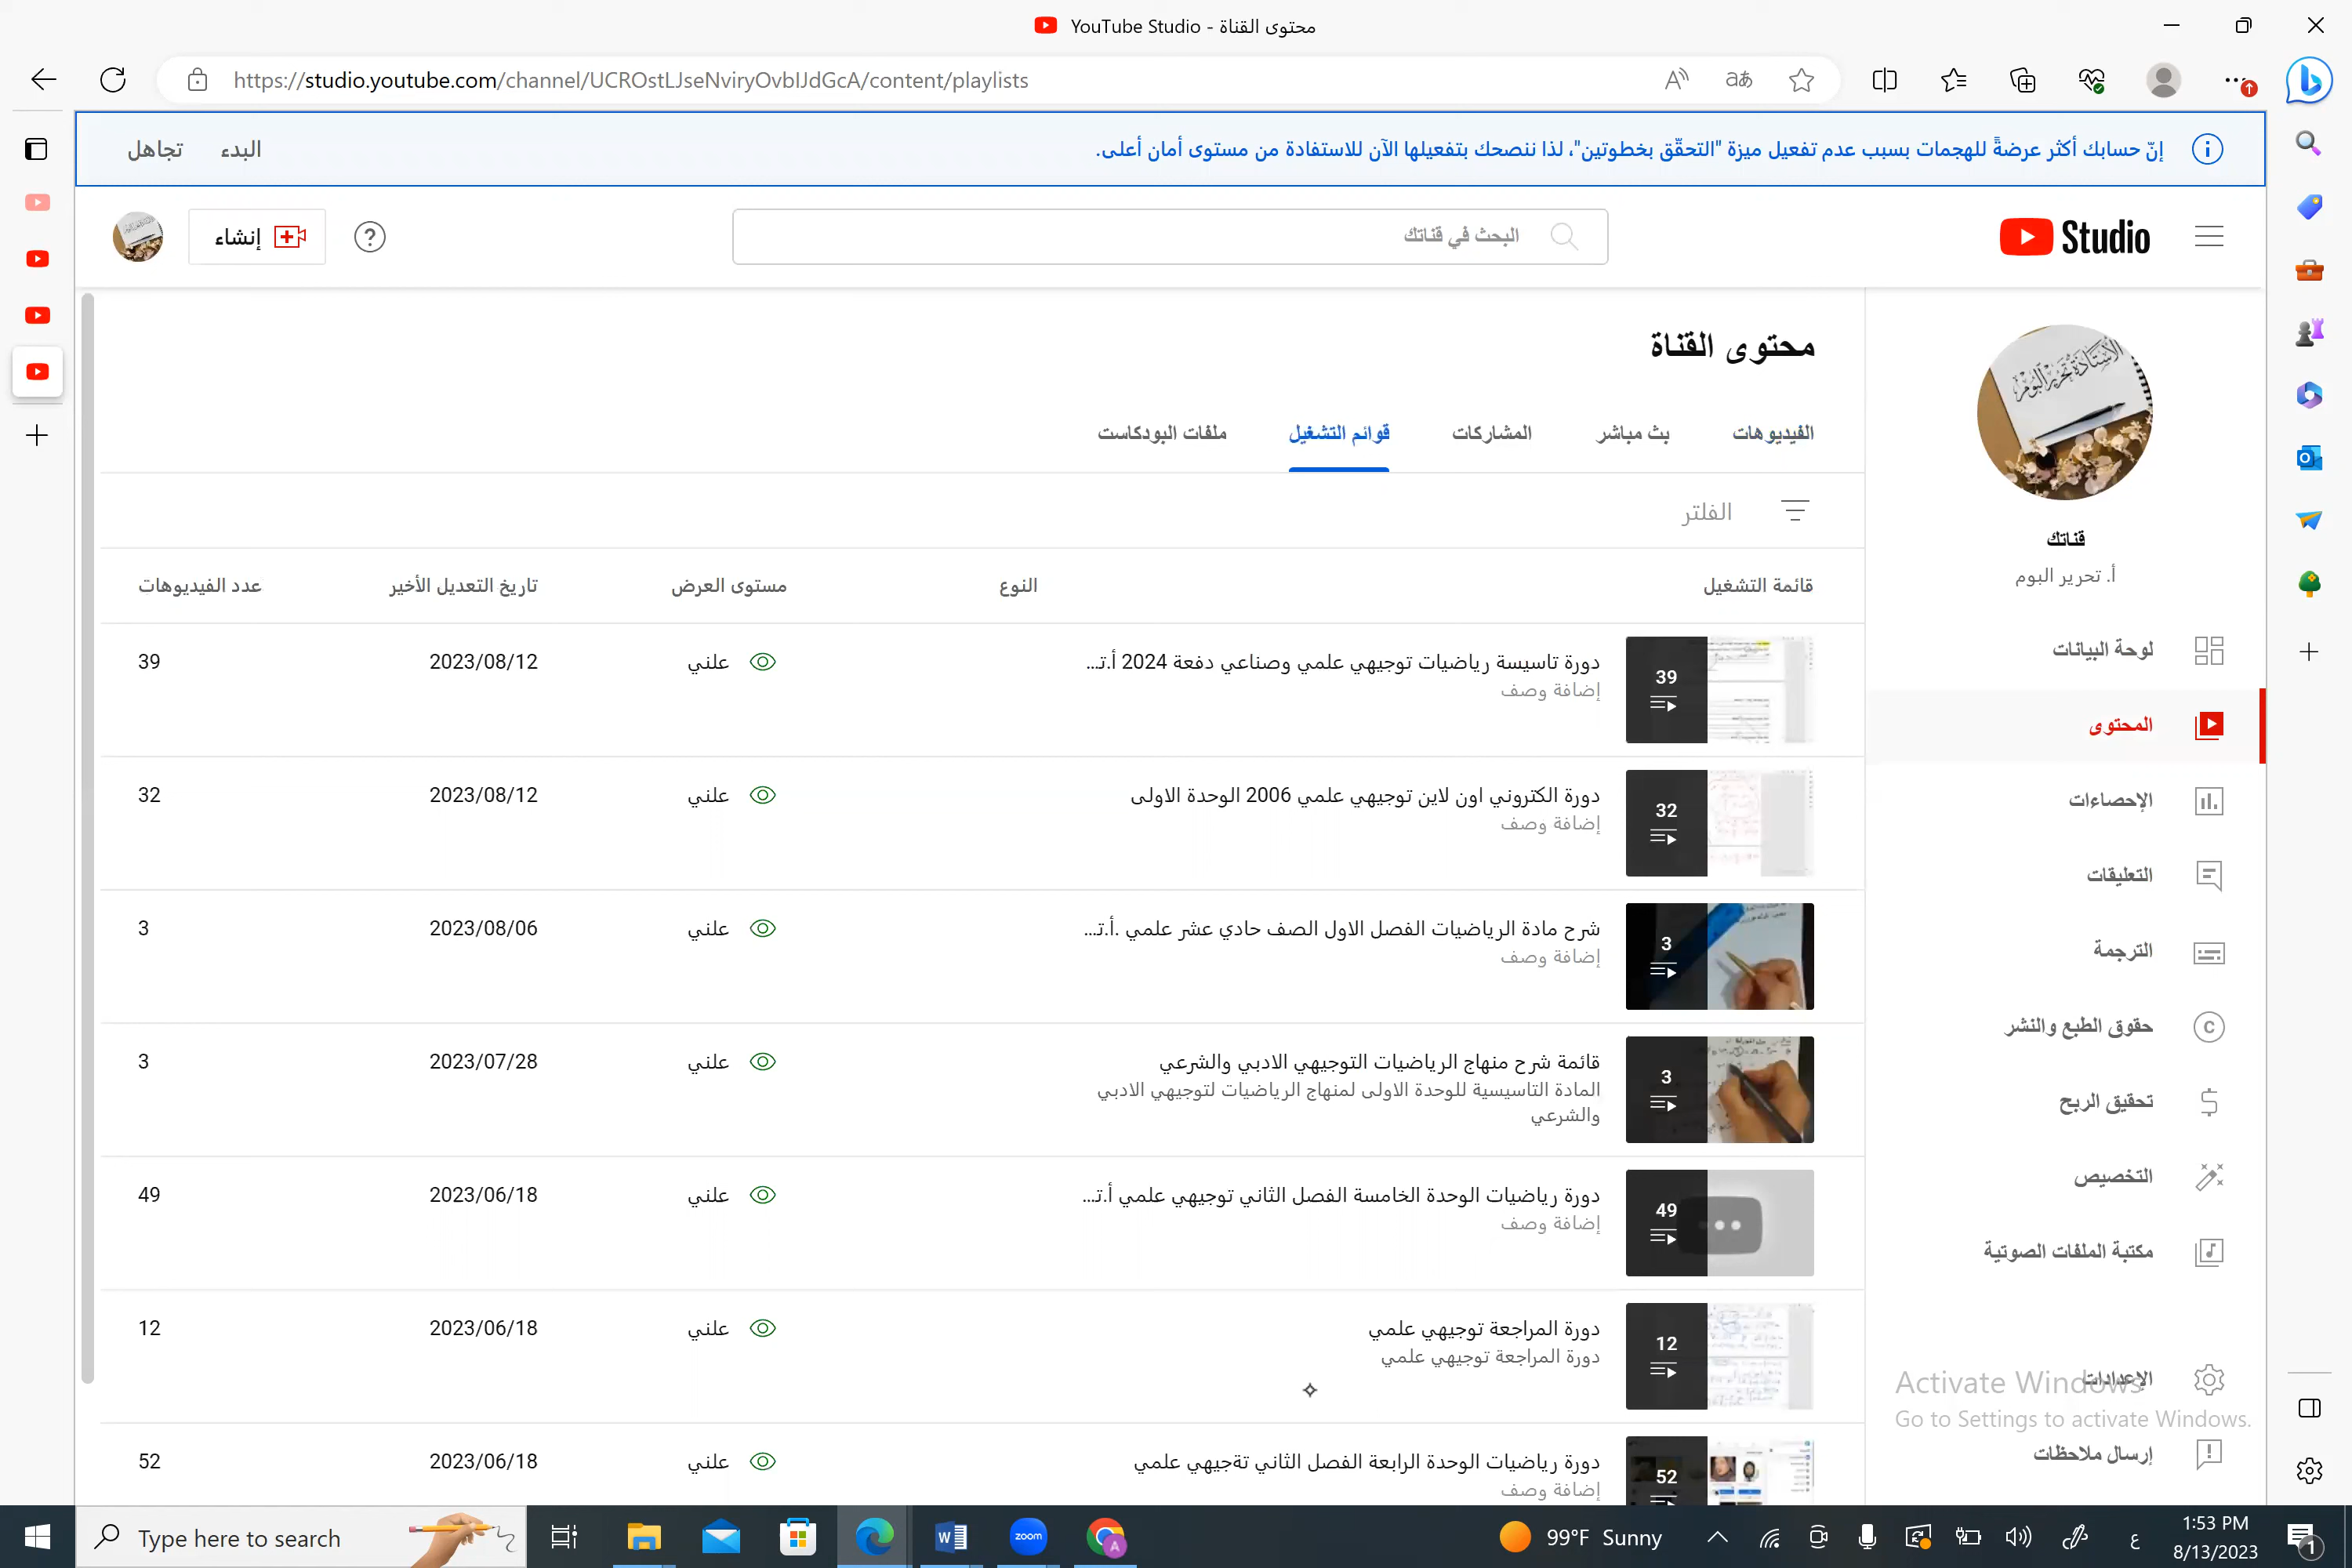 محتوى القناة - YouTube Studio
https://studio.youtube.com/channel/UCROstLJseNviryOvblJdGcA/content/playlists
إنّ حسابك أكثر عرضةً للهجمات بسبب عدم تفعيل ميزة "التحقّق بخطوتين"، لذا ننصحك بتفعيلها الآن للاستفادة من مستوى أمان أعلى. البدء تجاهل
Studio
البحث في قناتك
إنشاء
محتوى القناة
الفيديوهات بث مباشر المشاركات قوائم التشغيل ملفات البودكاست
الفلتر
قائمة التشغيل النوع مستوى العرض تاريخ التعديل الأخير عدد الفيديوهات
39 دورة تاسيسة رياضيات توجيهي علمي وصناعي دفعة 2024 أ.تـ... علني 2023/08/12 39
إضافة وصف
32 دورة الكتروني اون لاين توجيهي علمي 2006 الوحدة الاولى علني 2023/08/12 32
إضافة وصف
3 شرح مادة الرياضيات الفصل الاول الصف حادي عشر علمي .أ.تـ... علني 2023/08/06 3
إضافة وصف
3 قائمة شرح منهاج الرياضيات التوجيهي الادبي والشرعي علني 2023/07/28 3
المادة التاسيسية للوحدة الاولى لمنهاج الرياضيات لتوجيهي الادبي
والشرعي
49 دورة رياضيات الوحدة الخامسة الفصل الثاني توجيهي علمي أ.تـ... علني 2023/06/18 49
إضافة وصف
12 دورة المراجعة توجيهي علمي علني 2023/06/18 12
دورة المراجعة توجيهي علمي
52 دورة رياضيات الوحدة الرابعة الفصل الثاني تةجيهي علمي علني 2023/06/18 52
إضافة وصف
الأستاذة تحرير البوم
قناتك
أ. تحرير البوم
لوحة البيانات
المحتوى
الإحصاءات
التعليقات
الترجمة
حقوق الطبع والنشر
تحقيق الربح
التخصيص
مكتبة الملفات الصوتية
الإعدادات
إرسال ملاحظات
Activate Windows
Go to Settings to activate Windows.
Type here to search
zoom
99°F Sunny
ع
1:53 PM
8/13/2023
1